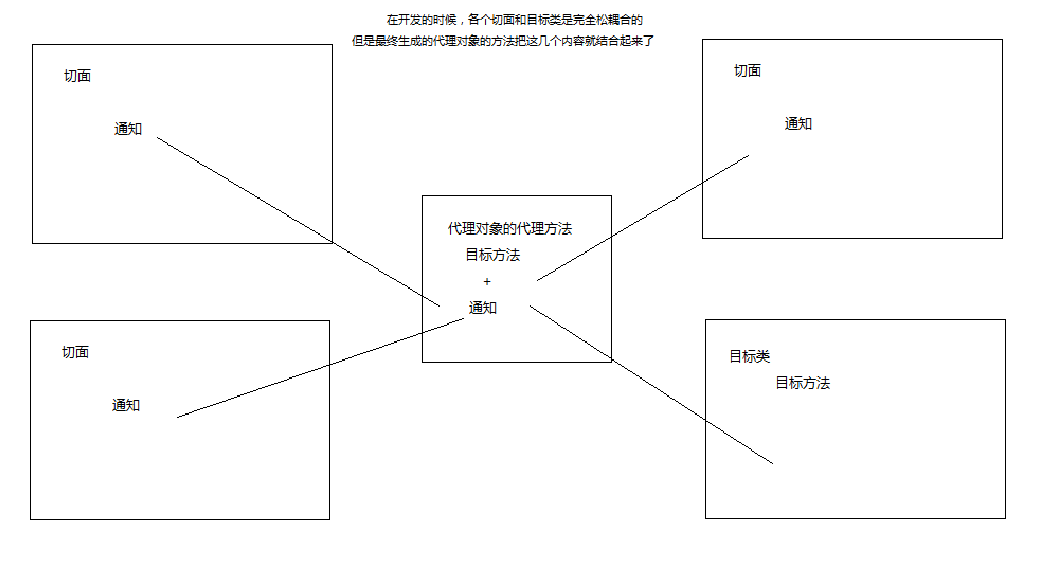 在开发的时候，各个切面和目标类是完全松耦合的
但是最终生成的代理对象的方法把这几个内容就结合起来了
切面
通知
切面
通知
代理对象的代理方法
目标方法
+
通知
切面
通知
目标类
目标方法